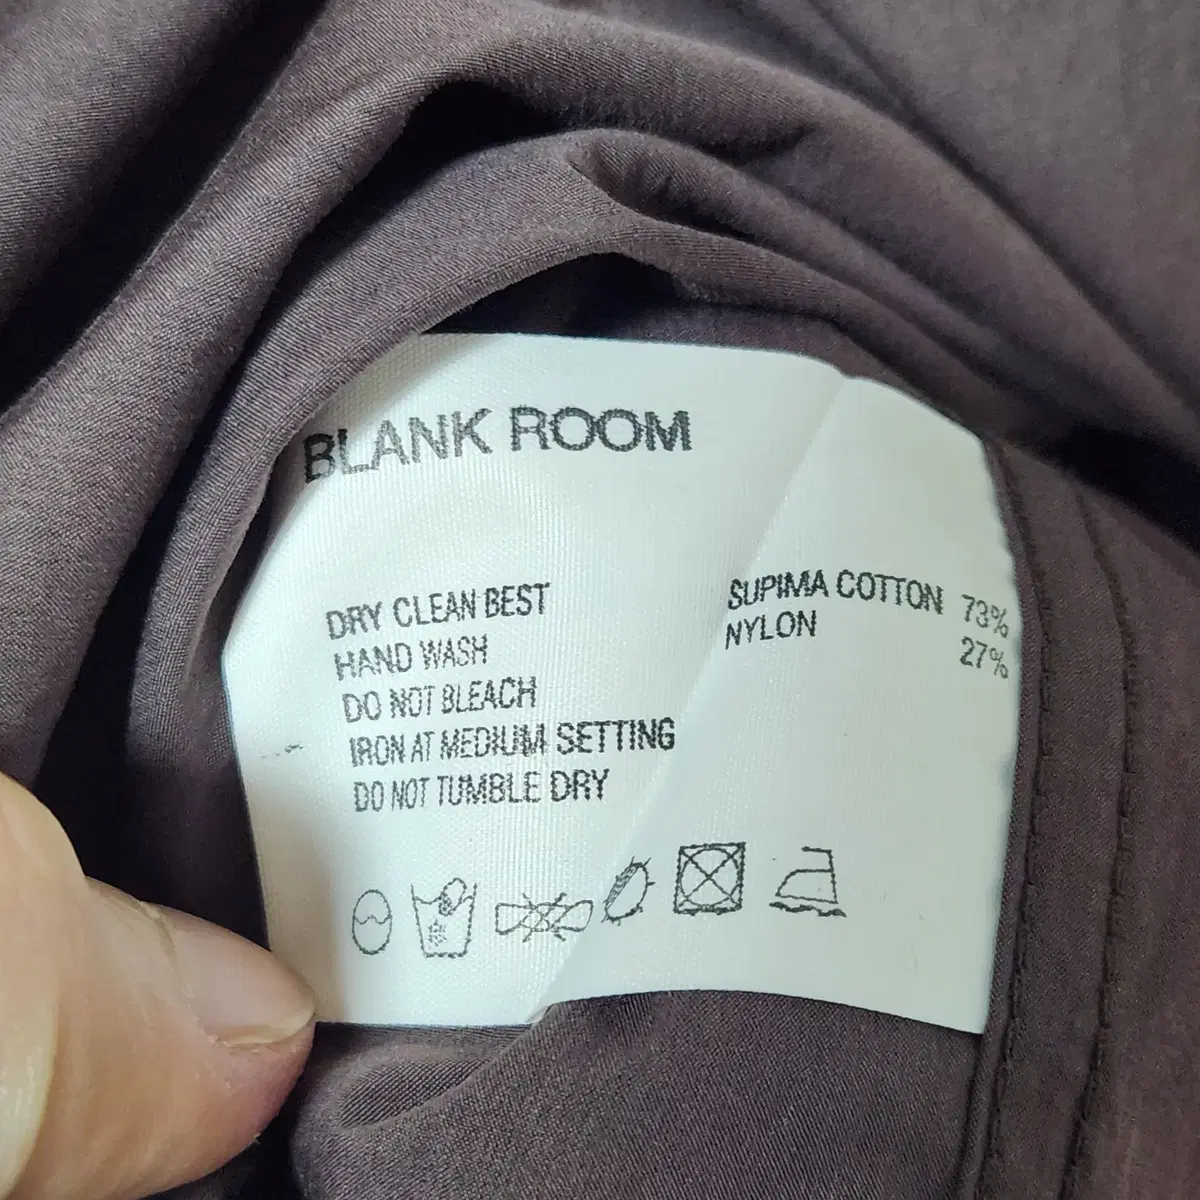 BLANK ROOM
DRY CLEAN BEST
HAND WASH
DO NOT BLEACH
IRON AT MEDIUM SETTING
DO NOT TUMBLE DRY
SUPIMA COTTON 73%
NYLON 27%